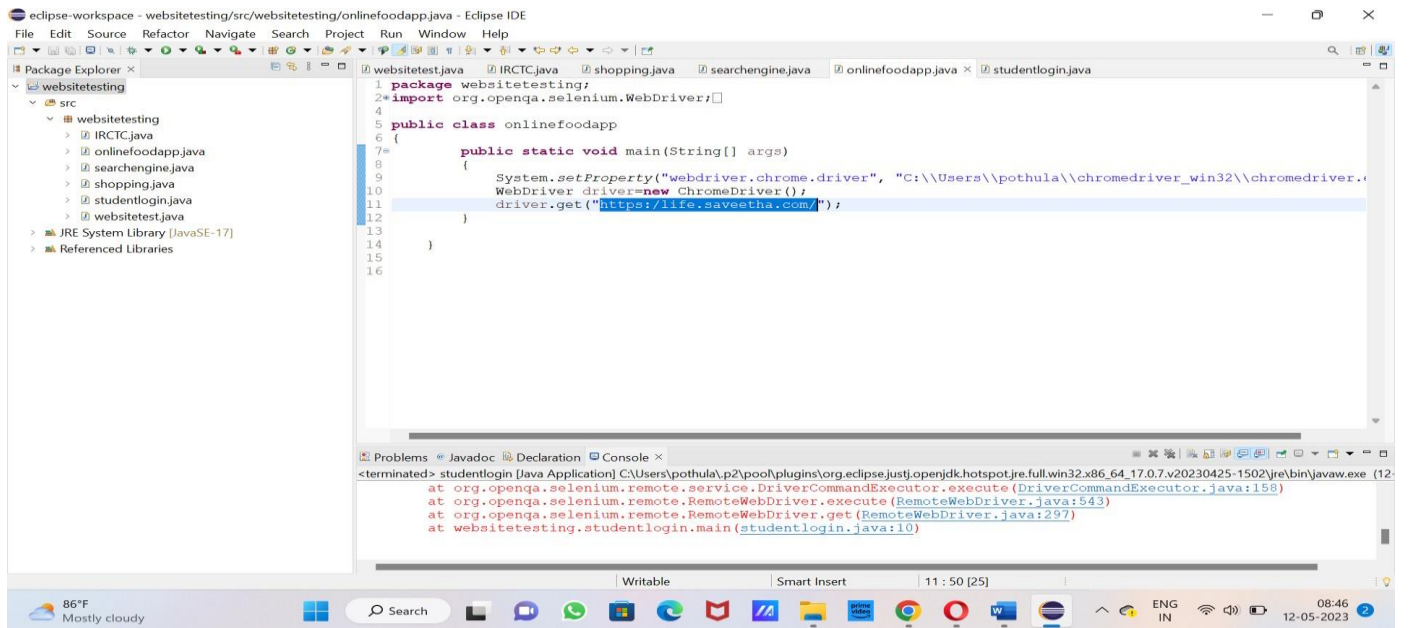 eclipse-workspace - websitetesting/src/websitetesting/onlinefoodapp.java - Eclipse IDE
File Edit Source Refactor Navigate Search Project Run Window Help
Package Explorer
websitetesting
src
websitetesting
IRCTC.java
onlinefoodapp.java
searchengine.java
shopping.java
studentlogin.java
websitetest.java
JRE System Library [JavaSE-17]
Referenced Libraries
websitetest.java IRCTC.java shopping.java searchengine.java onlinefoodapp.java studentlogin.java
1 package websitetesting;
2 import org.openqa.selenium.WebDriver;
4
5 public class onlinefoodapp
6 {
7 public static void main(String[] args)
8 {
9 System.setProperty("webdriver.chrome.driver", "C:\\Users\\pothula\\chromedriver_win32\\chromedriver.
10 WebDriver driver=new ChromeDriver();
11 driver.get("https:/life.saveetha.com/");
12 }
13
14 }
15
16
Problems Javadoc Declaration Console
<terminated> studentlogin [Java Application] C:\Users\pothula\.p2\pool\plugins\org.eclipse.justj.openjdk.hotspot.jre.full.win32.x86_64_17.0.7.v20230425-1502\jre\bin\javaw.exe (12-
at org.openqa.selenium.remote.service.DriverCommandExecutor.execute(DriverCommandExecutor.java:158)
at org.openqa.selenium.remote.RemoteWebDriver.execute(RemoteWebDriver.java:543)
at org.openqa.selenium.remote.RemoteWebDriver.get(RemoteWebDriver.java:297)
at websitetesting.studentlogin.main(studentlogin.java:10)
Writable Smart Insert 11 : 50 [25]
86°F
Mostly cloudy
Search
prime video
ENG
IN
08:46
12-05-2023
2